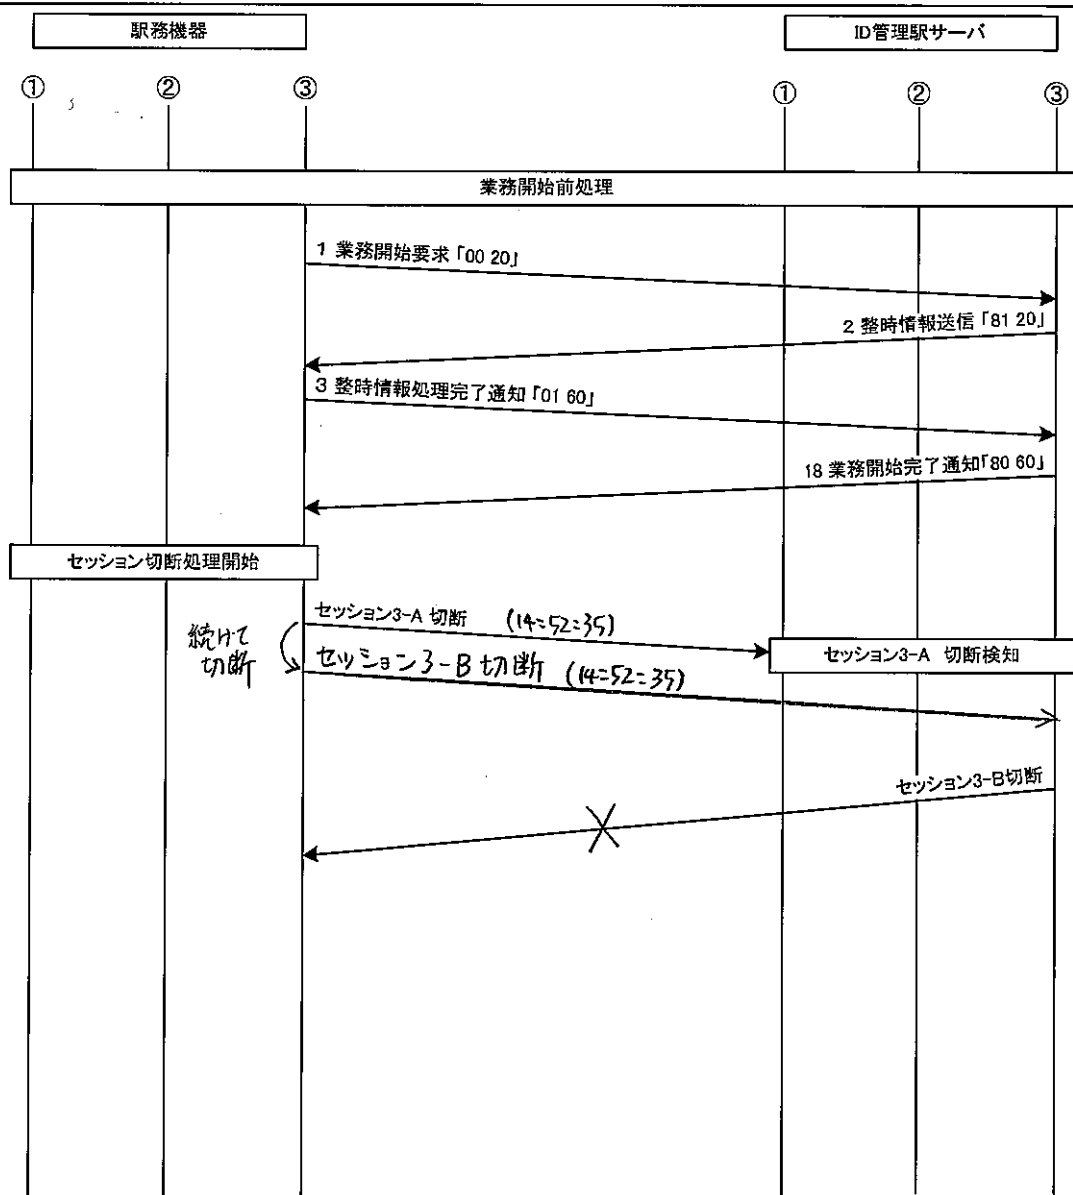 駅務機器
ID管理駅サーバ
① ② ③
① ② ③
業務開始前処理
1 業務開始要求「00 20」
2 整時情報送信「81 20」
3 整時情報処理完了通知「01 60」
18 業務開始完了通知「80 60」
セッション切断処理開始
セッション3-A 切断 (14=52=35)
続けて
切断
セッション3-A 切断検知
セッション3-B 切断 (14=52=35)
セッション3-B切断